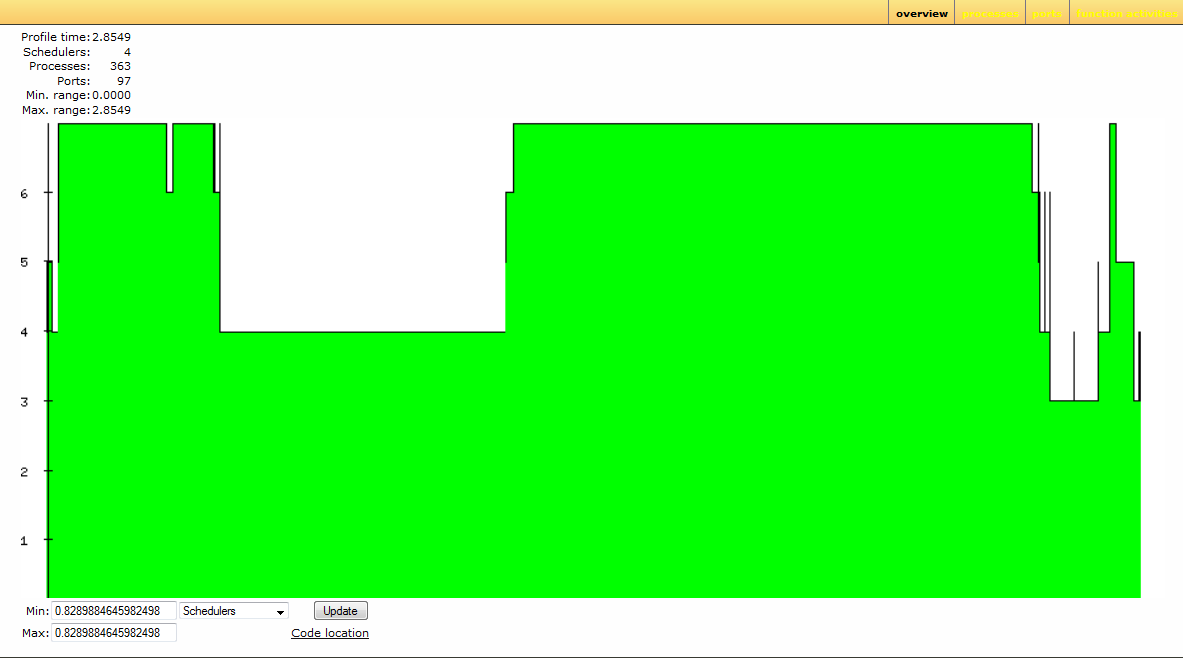 overview processes ports function activities
Profile time: 2.8549
Schedulers: 4
Processes: 363
Ports: 97
Min. range: 0.0000
Max. range: 2.8549
6
5
4
3
2
1
Min: 0.8289884645982498 Schedulers Update
Max: 0.8289884645982498 Code location